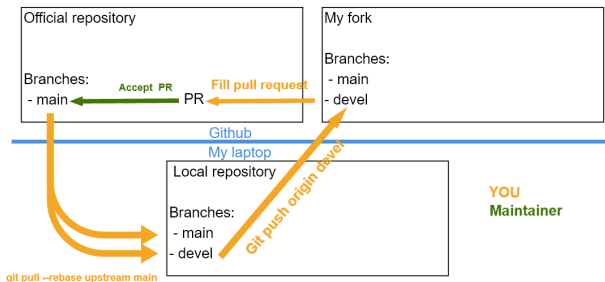 Official repository
Branches:
- main
Accept PR
PR
Fill pull request
My fork
Branches:
- main
- devel
Github
My laptop
Local repository
Branches:
- main
- devel
Git push origin devel
git pull --rebase upstream main
YOU
Maintainer